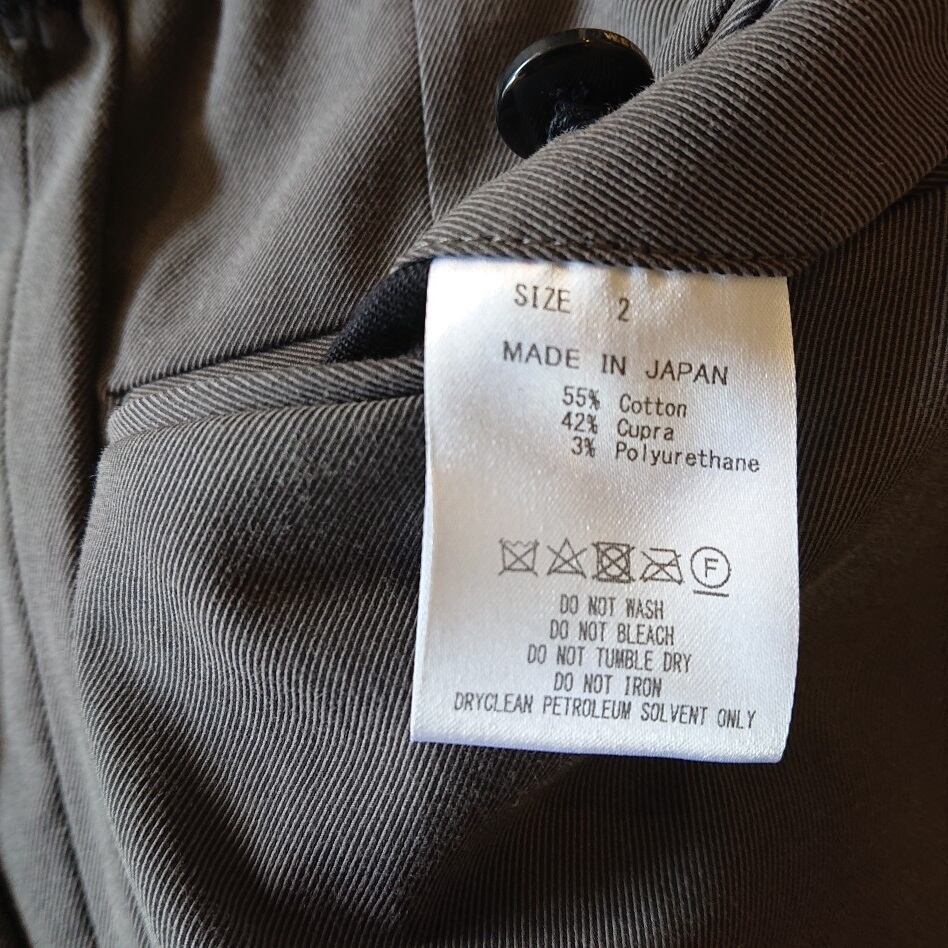 SIZE 2
MADE IN JAPAN
55% Cotton
42% Cupra
3% Polyurethane
F
DO NOT WASH
DO NOT BLEACH
DO NOT TUMBLE DRY
DO NOT IRON
DRYCLEAN PETROLEUM SOLVENT ONLY